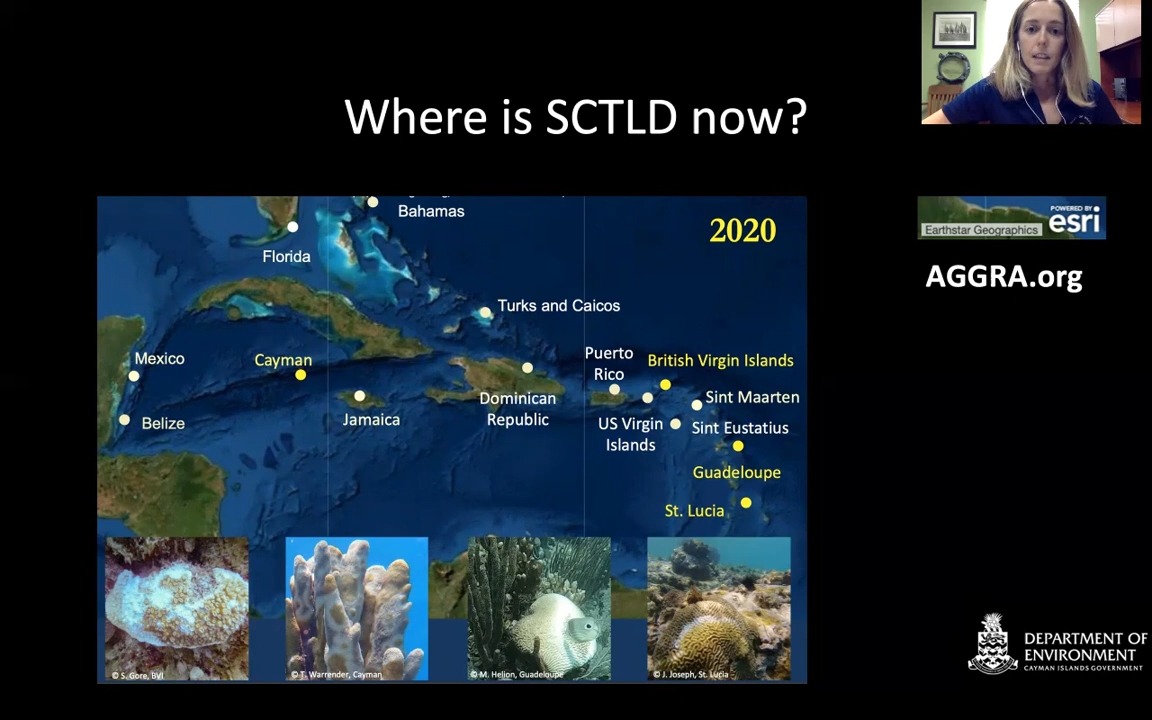 Where is SCTLD now?
Bahamas
2020
Florida
Turks and Caicos
Mexico
Cayman
Puerto
Rico
British Virgin Islands
Belize
Jamaica
Dominican
Republic
US Virgin
Islands
Sint Maarten
Sint Eustatius
Guadeloupe
St. Lucia
© S. Gore, BVI
© T. Warrender, Cayman
© M. Helion, Guadeloupe
© J. Joseph, St. Lucia
POWERED BY
esri
Earthstar Geographics
AGGRA.org
DEPARTMENT OF
ENVIRONMENT
CAYMAN ISLANDS GOVERNMENT